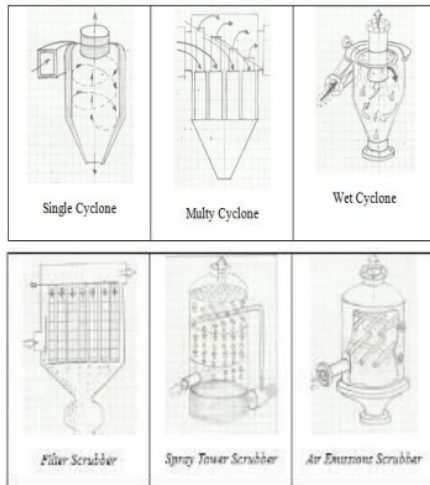 Single Cyclone
Multy Cyclone
Wet Cyclone
Filter Scrubber
Spray Tower Scrubber
Air Emissions Scrubber